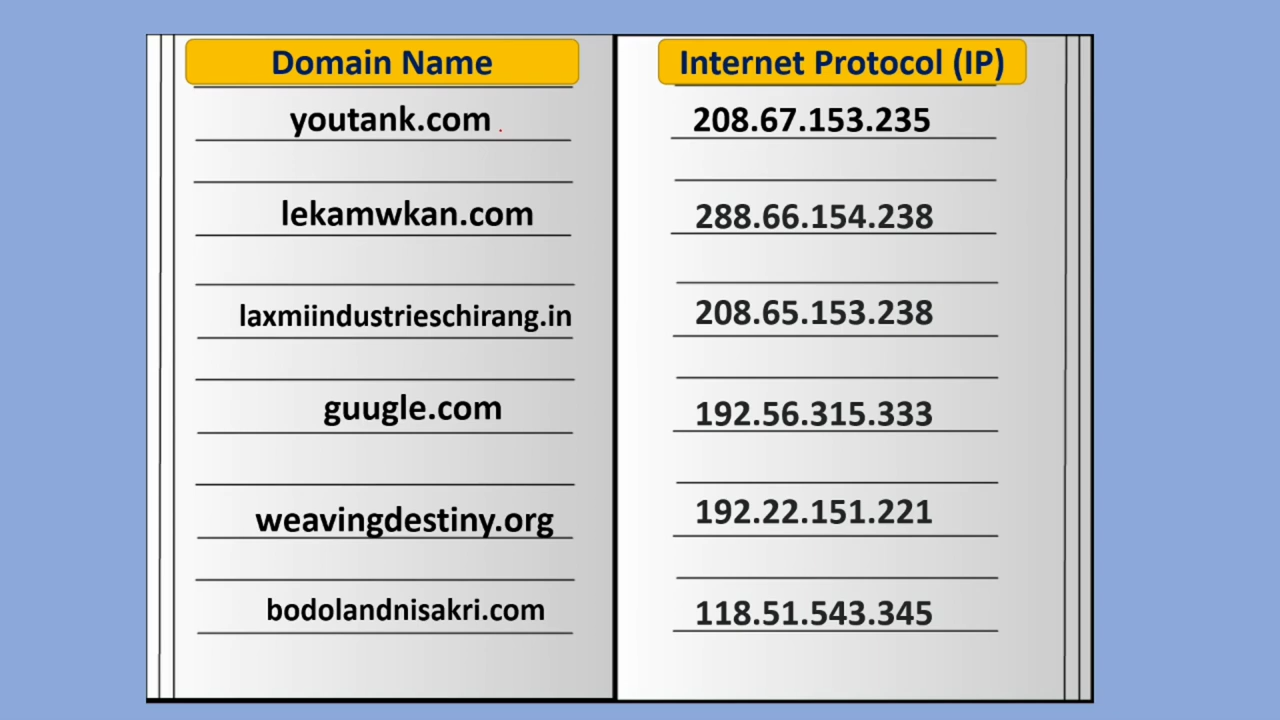 Domain Name Internet Protocol (IP)
youtank.com 208.67.153.235
lekamwkan.com 288.66.154.238
laxmiindustrieschirang.in 208.65.153.238
guugle.com 192.56.315.333
weavingdestiny.org 192.22.151.221
bodolandnisakri.com 118.51.543.345